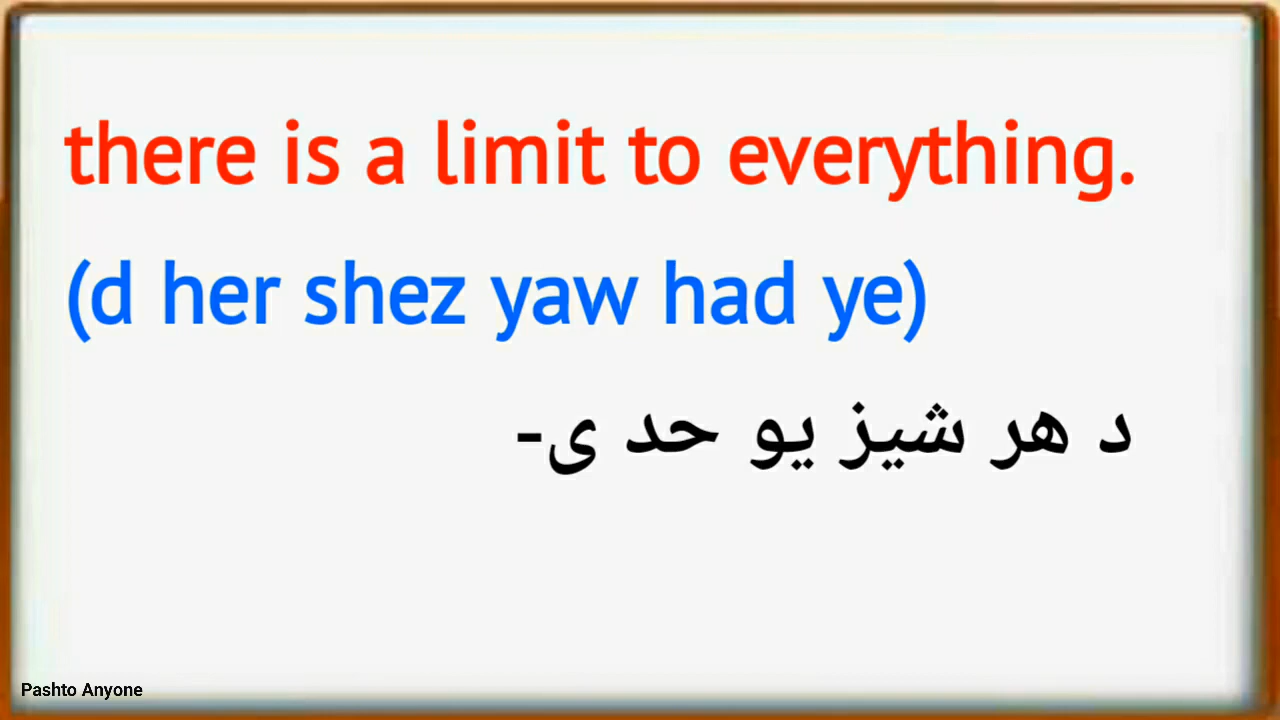 there is a limit to everything.
(d her shez yaw had ye)
د هر شیز یو حد ی-
Pashto Anyone